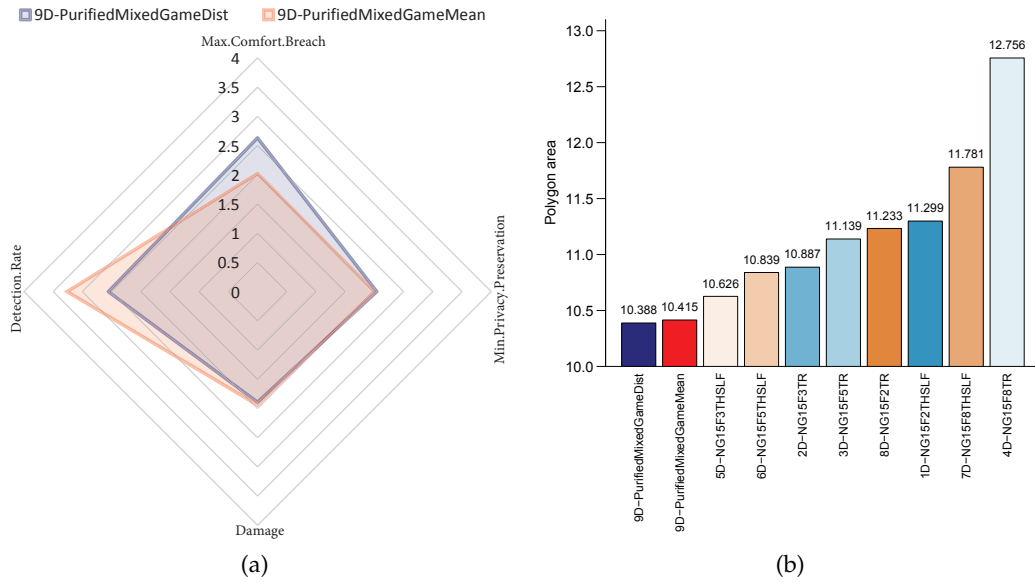 9D-PurifiedMixedGameDist 9D-PurifiedMixedGameMean
Max.Comfort.Breach
4
3.5
3
2.5
2
1.5
1
0.5
0
Detection.Rate
Min.Privacy.Preservation
Damage
(a)
Polygon area
13.0
12.5
12.0
11.5
11.0
10.5
10.0
10.388
10.415
10.626
10.839
10.887
11.139
11.233
11.299
11.781
12.756
9D−PurifiedMixedGameDist
9D−PurifiedMixedGameMean
5D−NG15F3THSLF
6D−NG15F5THSLF
2D−NG15F3TR
3D−NG15F5TR
8D−NG15F2TR
1D−NG15F2THSLF
7D−NG15F8THSLF
4D−NG15F8TR
(b)